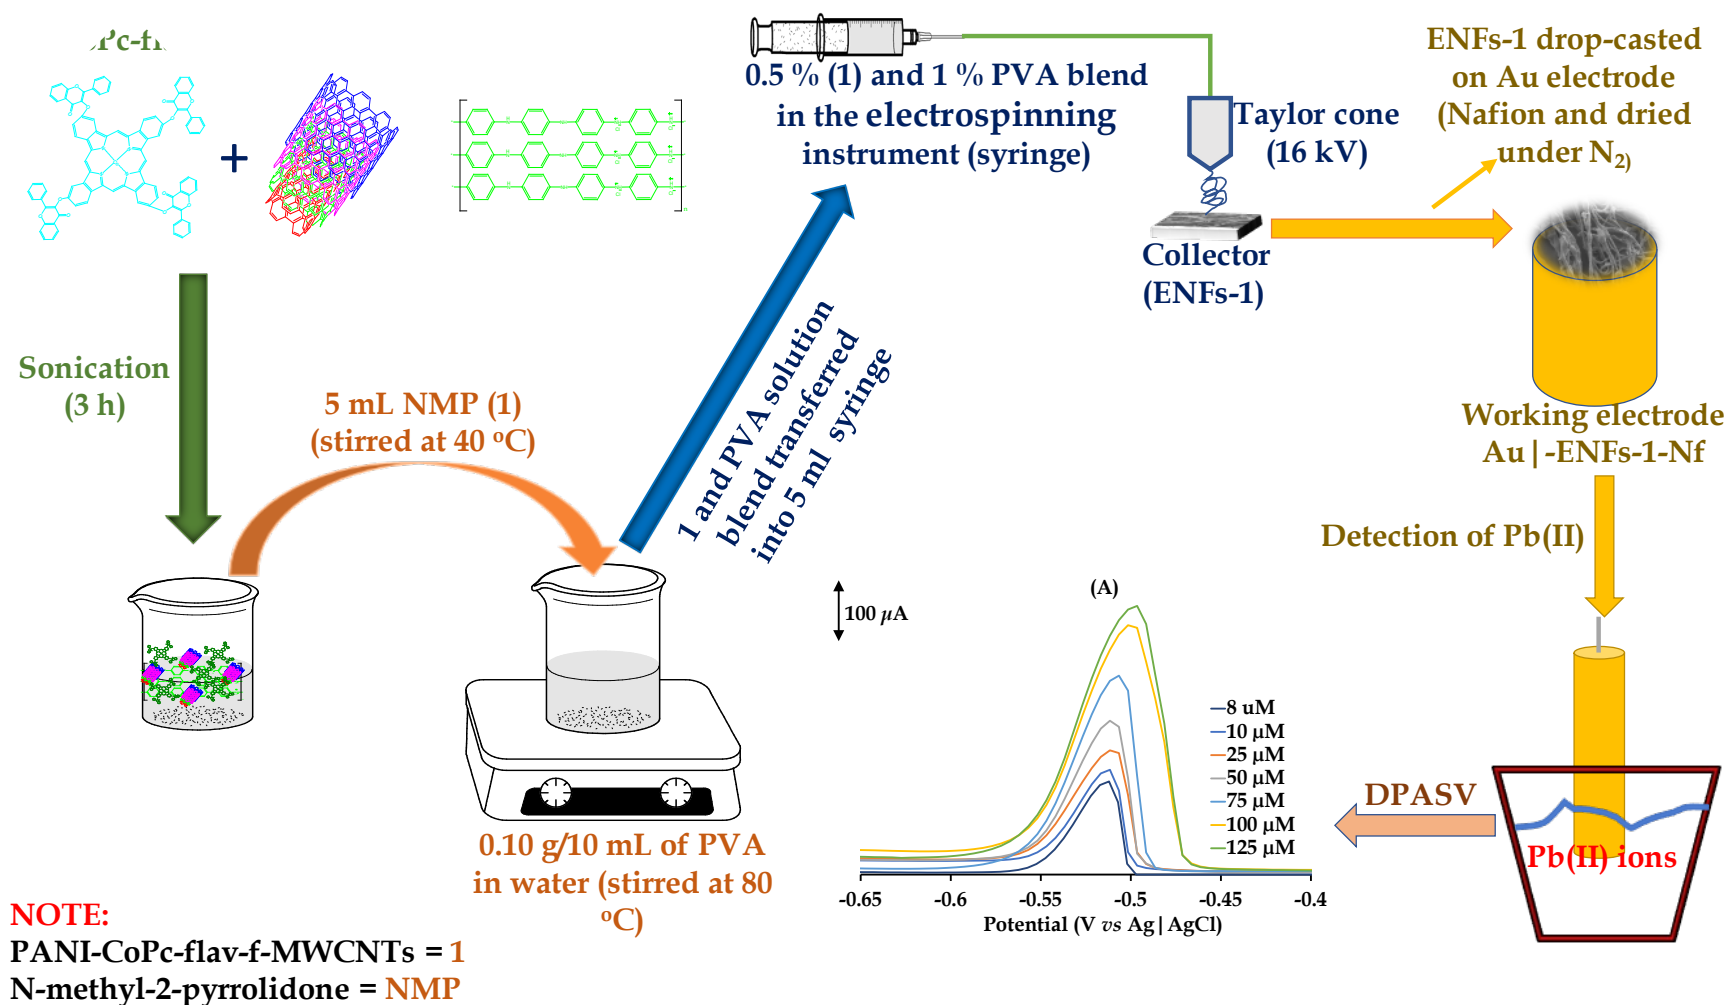 +
Sonication
(3 h)
5 mL NMP (1)
(stirred at 40 °C)
0.10 g/10 mL of PVA
in water (stirred at 80
°C)
1 and PVA solution
blend transferred
into 5 ml syringe
0.5 % (1) and 1 % PVA blend
in the electrospinning
instrument (syringe)
Taylor cone
(16 kV)
Collector
(ENFs-1)
ENFs-1 drop-casted
on Au electrode
(Nafion and dried
under N₂)
Working electrode
Au|-ENFs-1-Nf
Detection of Pb(II)
Pb(II) ions
DPASV
(A)
100 µA
8 uM
10 µM
25 µM
50 µM
75 µM
100 µM
125 µM
-0.65 -0.6 -0.55 -0.5 -0.45 -0.4
Potential (V vs Ag|AgCl)
NOTE:
PANI-CoPc-flav-f-MWCNTs = 1
N-methyl-2-pyrrolidone = NMP